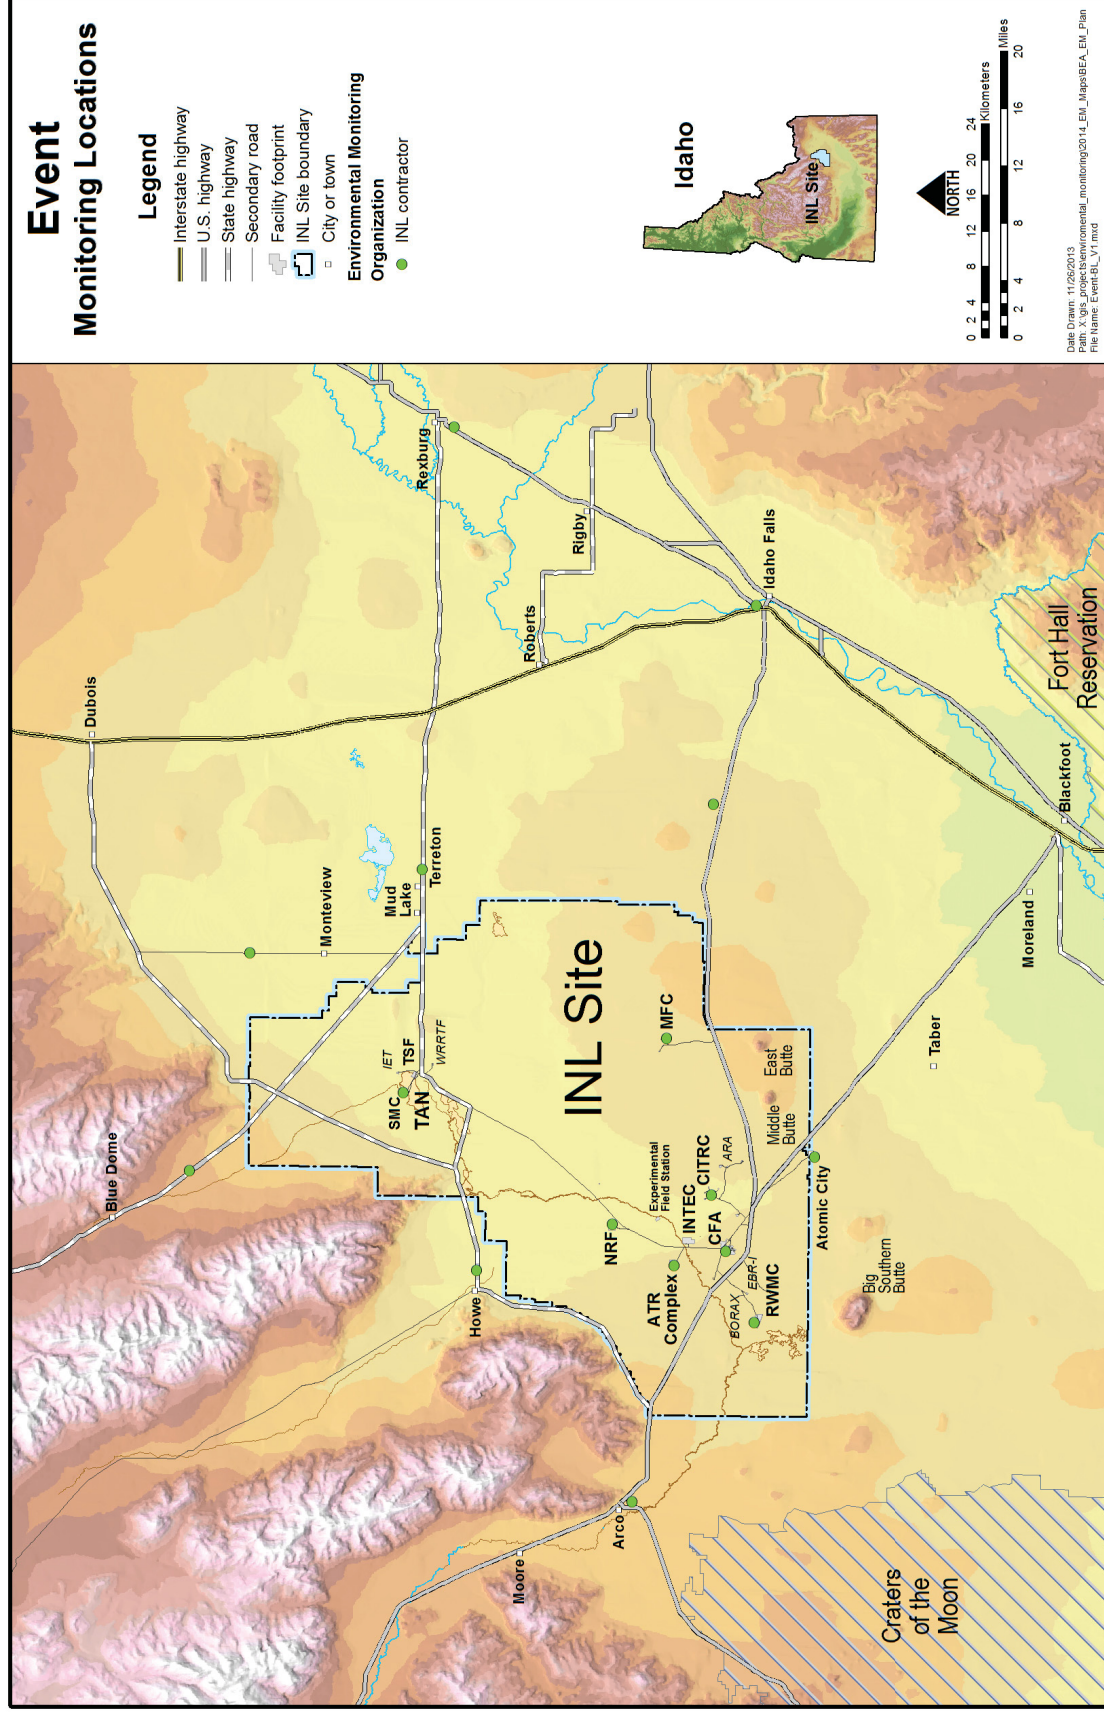 Event
Monitoring Locations
Legend
Interstate highway
U.S. highway
State highway
Secondary road
Facility footprint
INL Site boundary
City or town
Environmental Monitoring
Organization
INL contractor
Idaho
INL Site
NORTH
0 2 4 8 12 16 20 24
Kilometers
Miles
0 2 4 8 12 16 20
Date Drawn: 11/26/2013
Path: X:\gis_projects\enviromental_monitoring\2014_EM_Maps\BEA_EM_Plan
File Name: Event-BL_V1.mxd
Blue Dome
Dubois
Monteview
Mud
Lake
Terreton
Rexburg
Rigby
Roberts
Idaho Falls
Fort Hall
Reservation
Blackfoot
Moreland
Taber
Howe
IET
TSF
SMC
TAN
WRRTF
INL Site
MFC
NRF
Experimental
Field Station
INTEC
CITRC
ARA
CFA
ATR
Complex
EBR-I
BORAX
RWMC
East
Butte
Middle
Butte
Atomic City
Big
Southern
Butte
Arco
Moore
Craters
of the
Moon